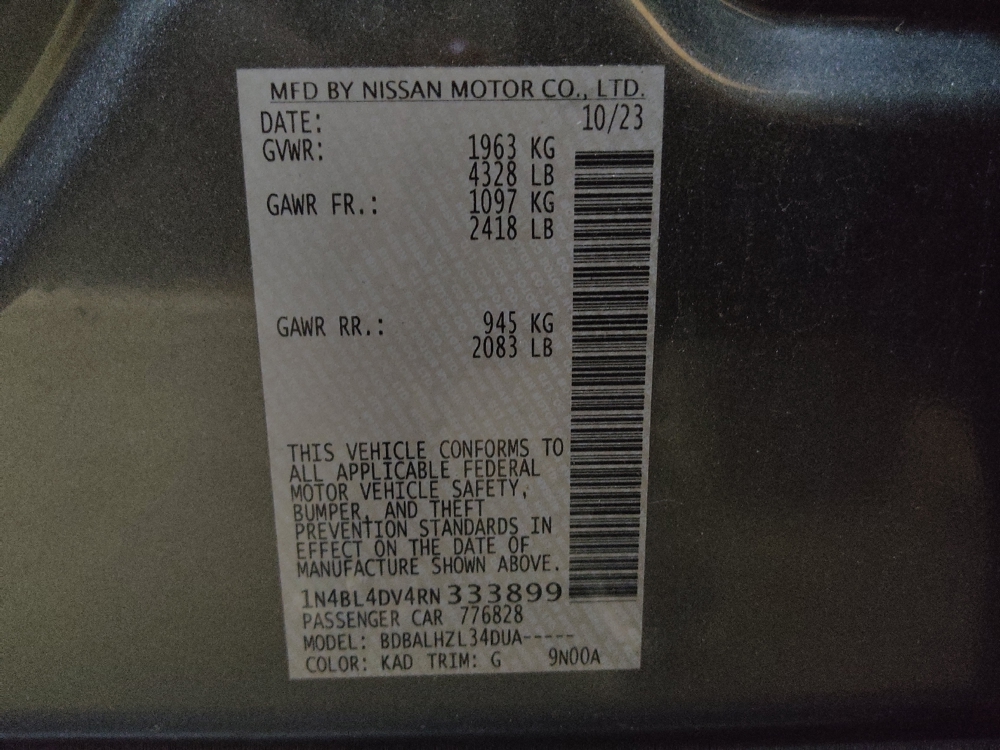 MFD BY NISSAN MOTOR CO., LTD.
DATE: 10/23
GVWR: 1963 KG
4328 LB
GAWR FR.: 1097 KG
2418 LB
GAWR RR.: 945 KG
2083 LB
THIS VEHICLE CONFORMS TO
ALL APPLICABLE FEDERAL
MOTOR VEHICLE SAFETY,
BUMPER, AND THEFT
PREVENTION STANDARDS IN
EFFECT ON THE DATE OF
MANUFACTURE SHOWN ABOVE.
1N4BL4DV4RN333899
PASSENGER CAR 776828
MODEL: BDBALHZL34DUA-----
COLOR: KAD TRIM: G 9N00A